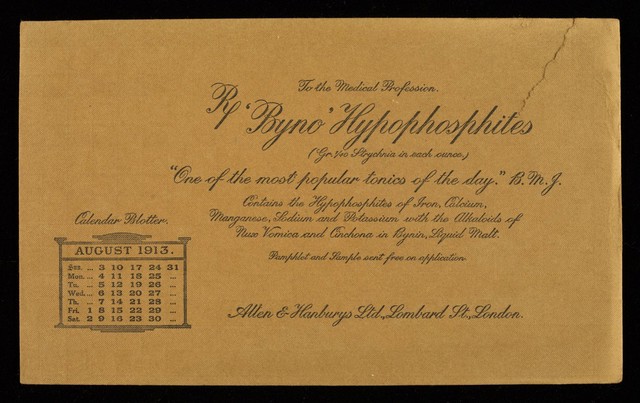 To the Medical Profession.
℞ 'Byno' Hypophosphites
(Gr. 1/10 Strychnia in each ounce.)
"One of the most popular tonics of the day." B.M.J.
Contains the Hypophosphites of Iron, Calcium,
Manganese, Sodium and Potassium with the Alkaloids of
Nux Vomica and Cinchona in Bynin, Liquid Malt.
Pamphlet and Sample sent free on application
Allen & Hanburys Ltd., Lombard St., London.
Calendar Blotter.
AUGUST 1913.
Sun. ... 3 10 17 24 31
Mon. ... 4 11 18 25 ...
Tu. ... 5 12 19 26 ...
Wed. ... 6 13 20 27 ...
Th. ... 7 14 21 28 ...
Fri. 1 8 15 22 29 ...
Sat. 2 9 16 23 30 ...